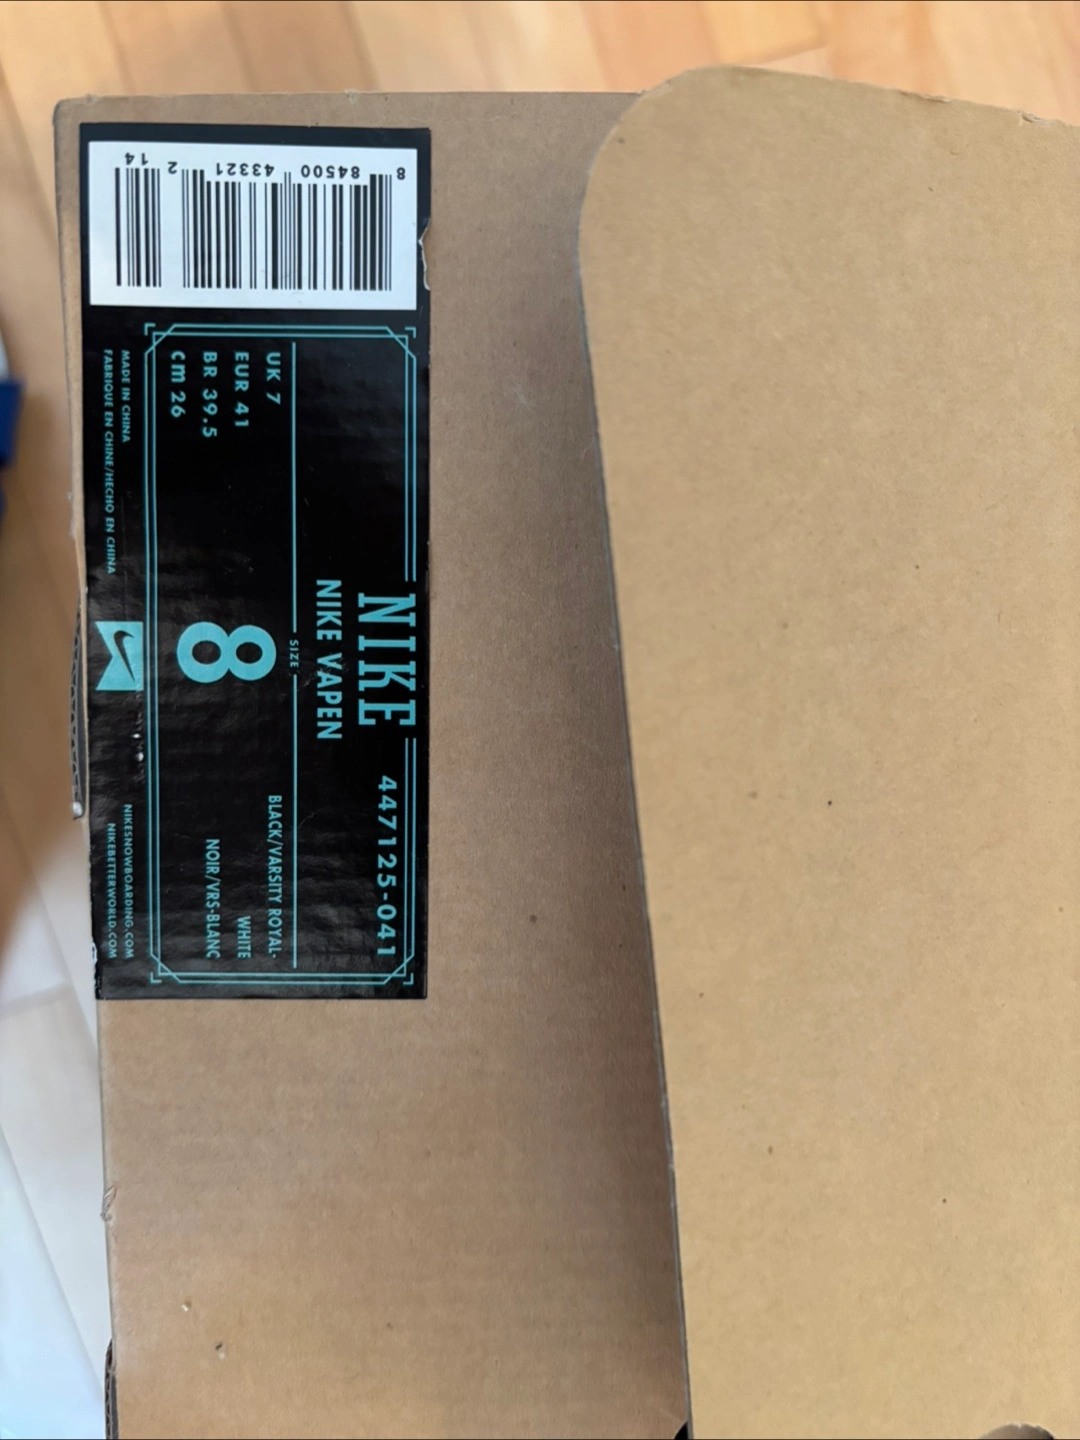 NIKE 447125-041
NIKE VAPEN
SIZE
UK 7
EUR 41
BR 39.5
cm 26
8
BLACK/VARSITY ROYAL-
WHITE
NOIR/VRS-BLANC
MADE IN CHINA
FABRIQUE EN CHINE/HECHO EN CHINA
NIKESNOWBOARDING.COM
NIKEBETTERWORLD.COM
8 84500 43321 2 14